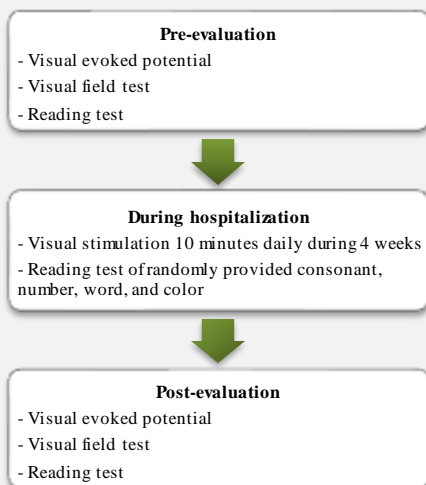 Pre-evaluation
- Visual evoked potential
- Visual field test
- Reading test
During hospitalization
- Visual stimulation 10 minutes daily during 4 weeks
- Reading test of randomly provided consonant,
number, word, and color
Post-evaluation
- Visual evoked potential
- Visual field test
- Reading test